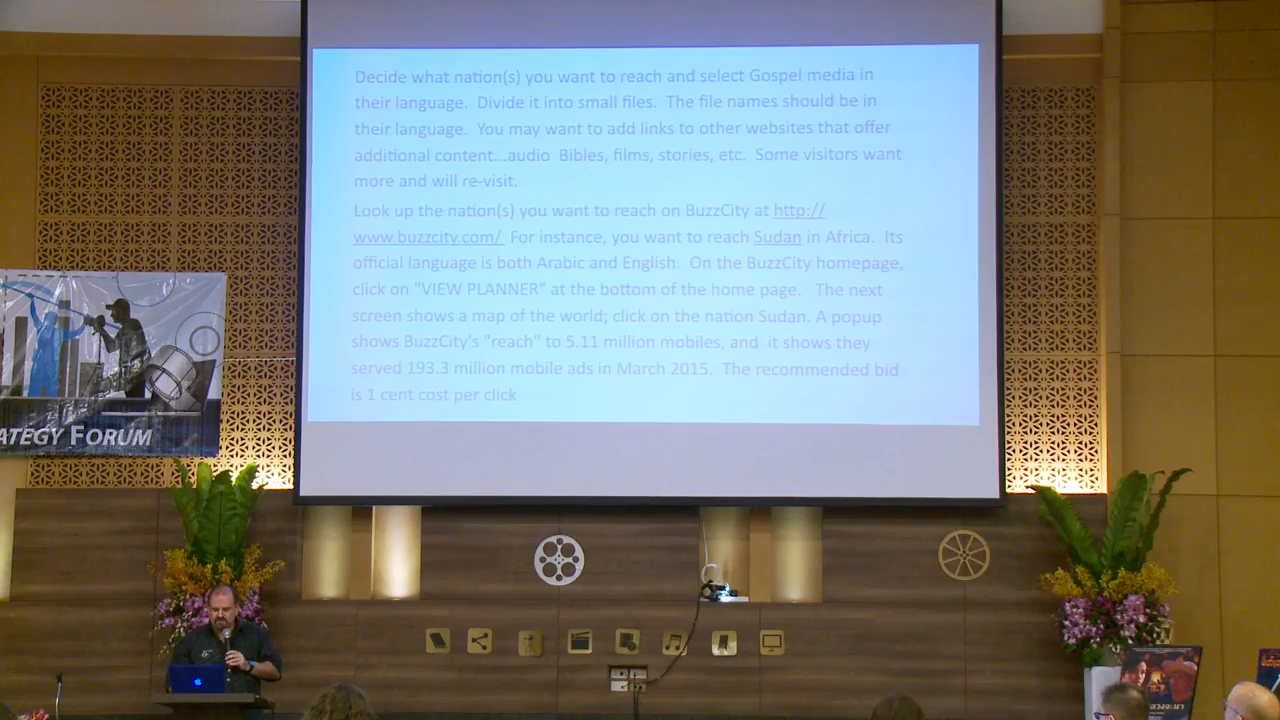 Decide what nation(s) you want to reach and select Gospel media in
their language.  Divide it into small files.  The file names should be in
their language.  You may want to add links to other websites that offer
additional content...audio  Bibles, films, stories, etc.  Some visitors want
more and will re-visit.
Look up the nation(s) you want to reach on BuzzCity at http://
www.buzzcity.com/ For instance, you want to reach Sudan in Africa.  Its
official language is both Arabic and English.  On the BuzzCity homepage,
click on "VIEW PLANNER" at the bottom of the home page.   The next
screen shows a map of the world; click on the nation Sudan. A popup
shows BuzzCity's "reach" to 5.11 million mobiles, and  it shows they
served 193.3 million mobile ads in March 2015.  The recommended bid
is 1 cent cost per click
ATEGY FORUM